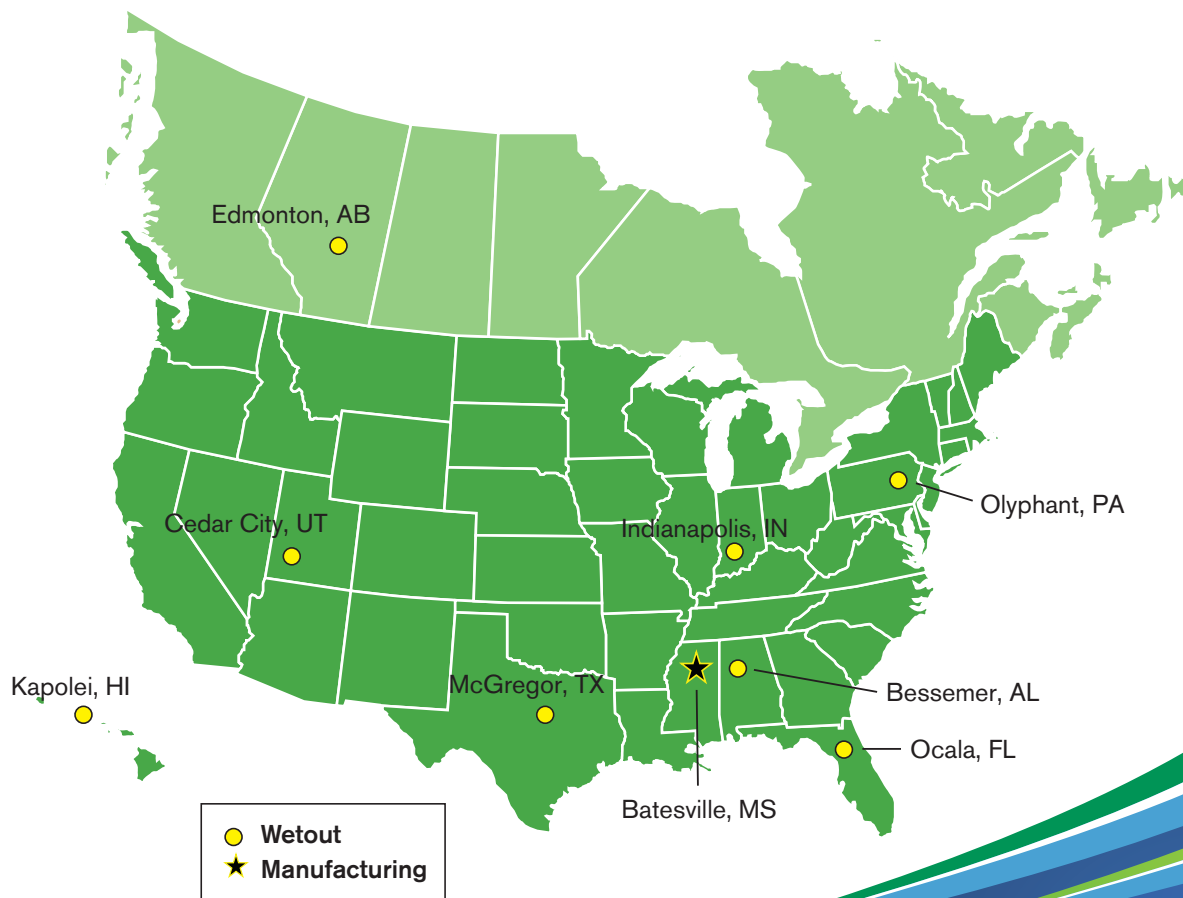 Edmonton, AB
Olyphant, PA
Cedar City, UT
Indianapolis, IN
Kapolei, HI
McGregor, TX
Bessemer, AL
Ocala, FL
Batesville, MS
Wetout
Manufacturing